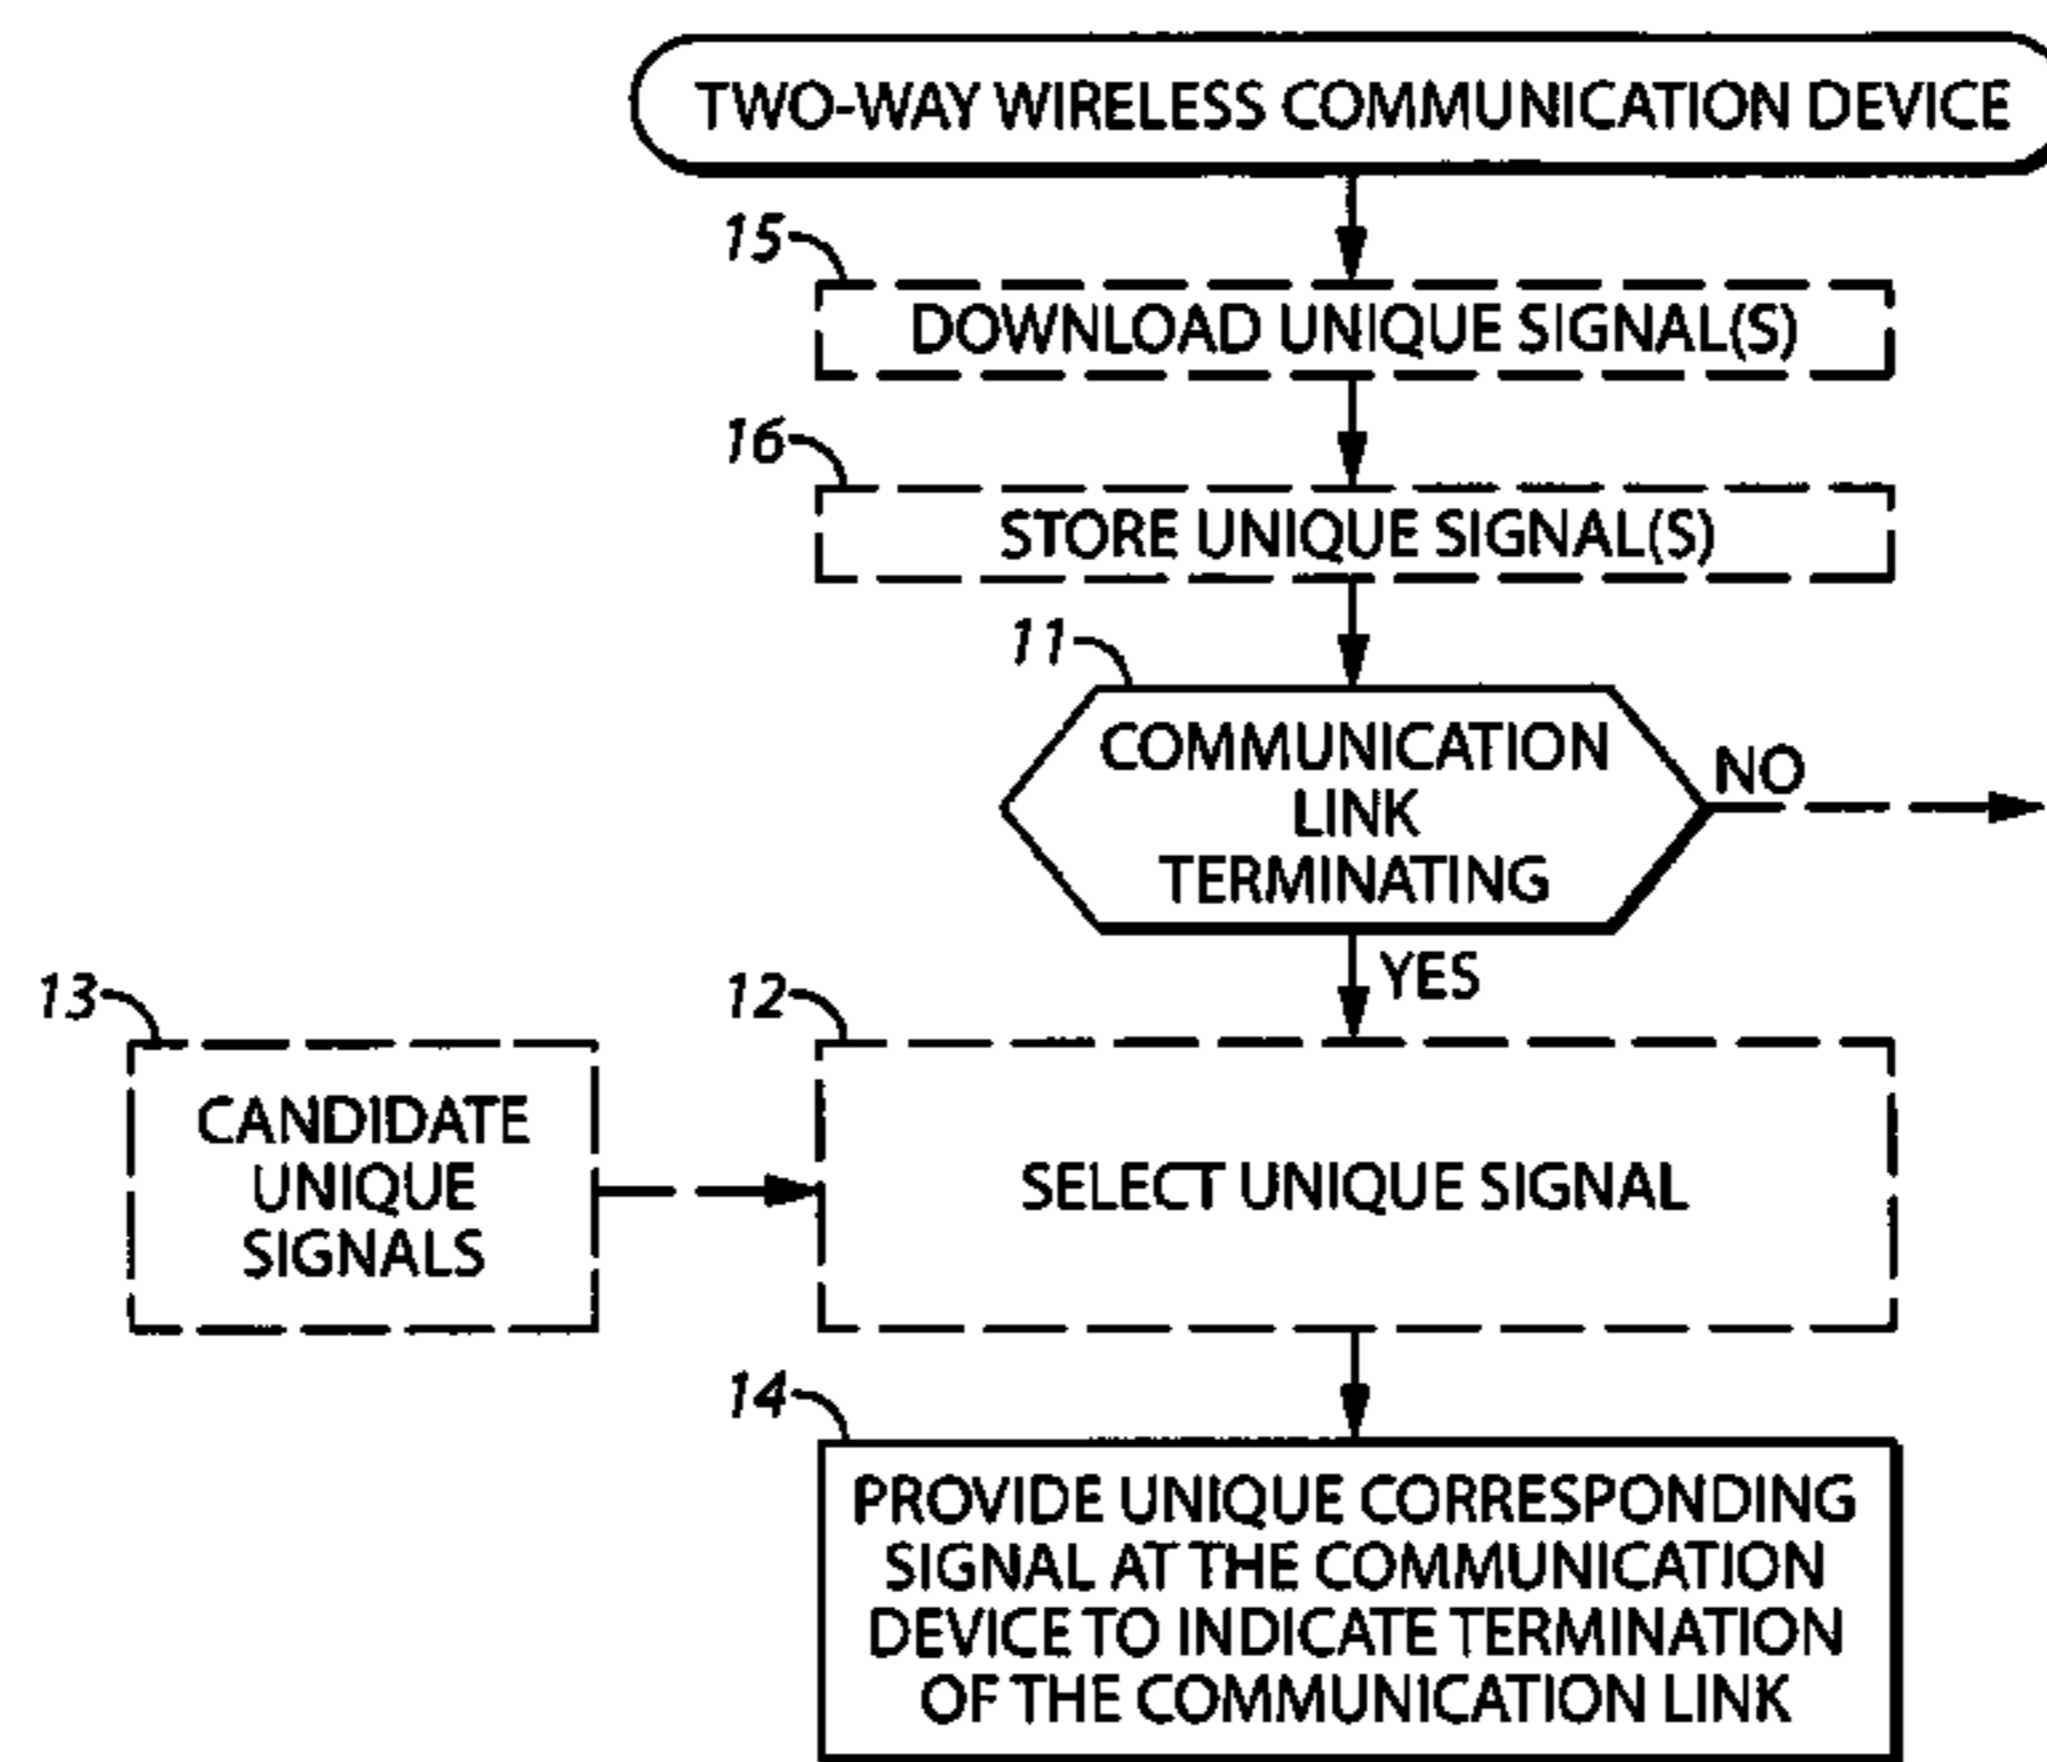 TWO-WAY WIRELESS COMMUNICATION DEVICE
15
DOWNLOAD UNIQUE SIGNAL(S)
16
STORE UNIQUE SIGNAL(S)
11
COMMUNICATION
LINK
TERMINATING
NO
YES
13
CANDIDATE
UNIQUE
SIGNALS
12
SELECT UNIQUE SIGNAL
14
PROVIDE UNIQUE CORRESPONDING
SIGNAL AT THE COMMUNICATION
DEVICE TO INDICATE TERMINATION
OF THE COMMUNICATION LINK